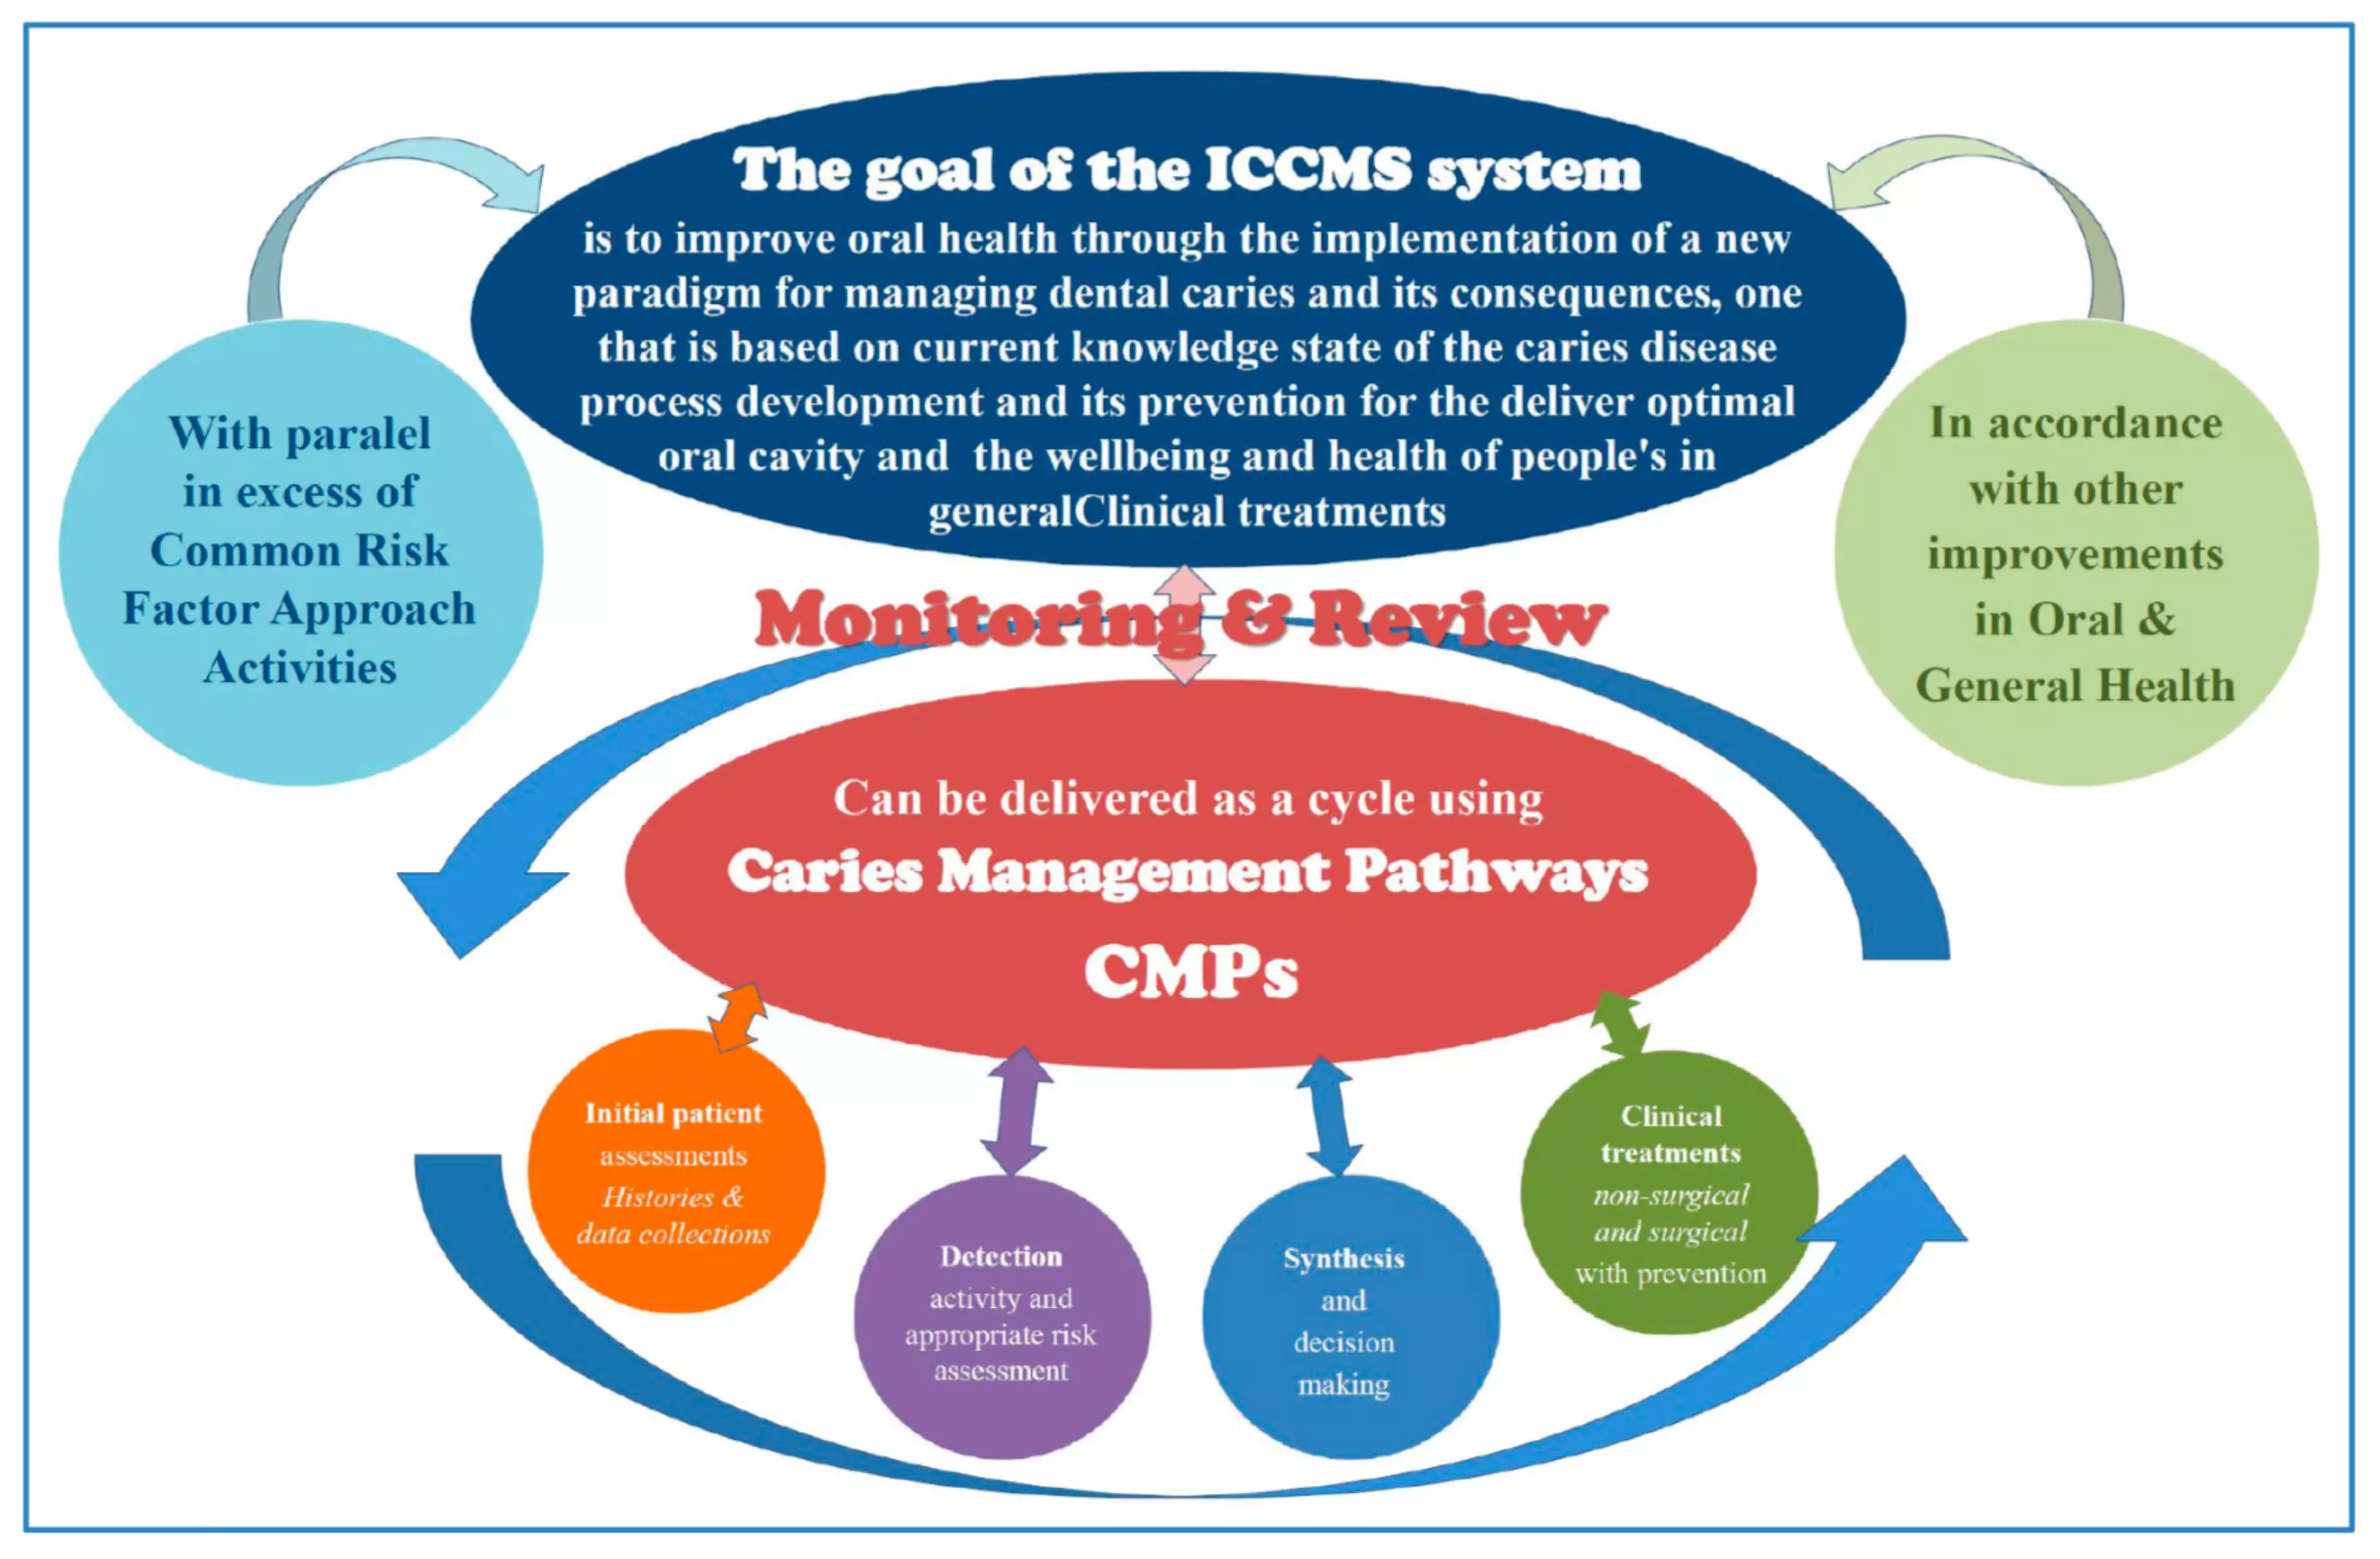 The goal of the ICCMS system
is to improve oral health through the implementation of a new
paradigm for managing dental caries and its consequences, one
that is based on current knowledge state of the caries disease
process development and its prevention for the deliver optimal
oral cavity and the wellbeing and health of people's in
generalClinical treatments
With paralel
in excess of
Common Risk
Factor Approach
Activities
In accordance
with other
improvements
in Oral &
General Health
Monitoring & Review
Can be delivered as a cycle using
Caries Management Pathways
CMPs
Initial patient
assessments
Histories &
data collections
Detection
activity and
appropriate risk
assessment
Synthesis
and
decision
making
Clinical
treatments
non-surgical
and surgical
with prevention